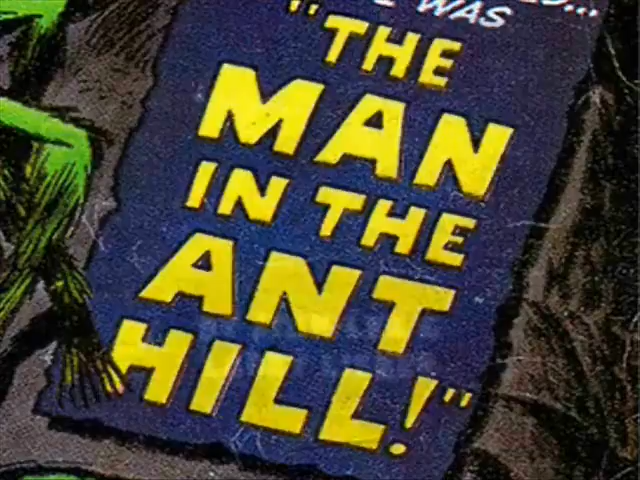 WAS
"THE
MAN
IN THE
ANT
HILL!"